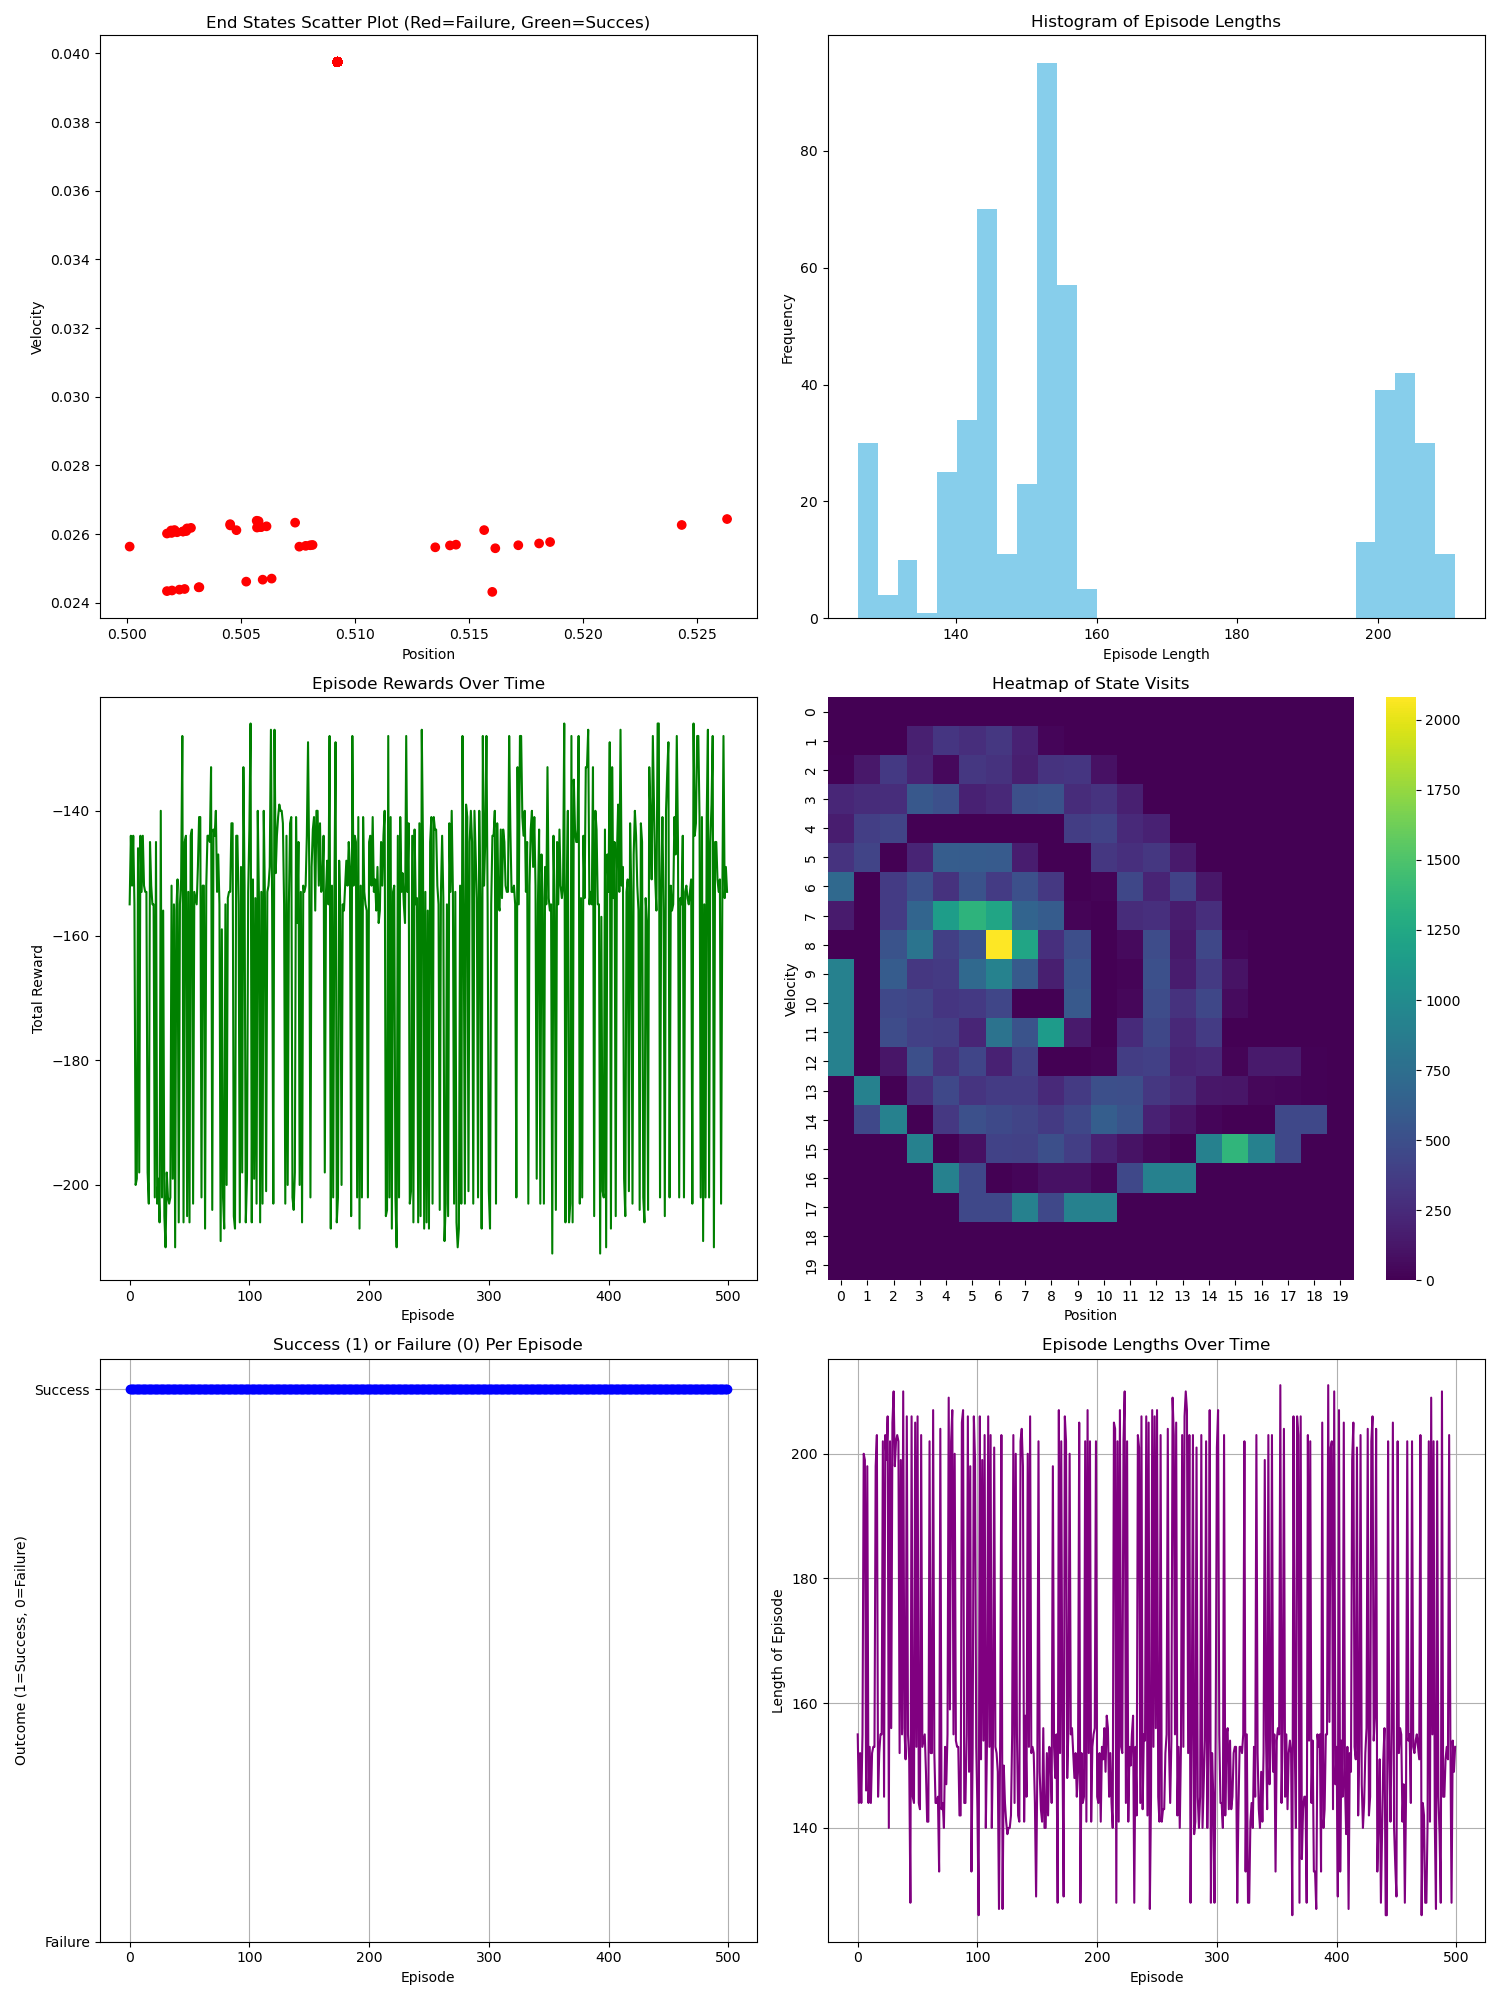 End States Scatter Plot (Red=Failure, Green=Succes)
0.040
0.038
0.036
0.034
0.032
0.030
0.028
0.026
0.024
Velocity
0.500 0.505 0.510 0.515 0.520 0.525
Position
Histogram of Episode Lengths
80
60
40
20
0
Frequency
140 160 180 200
Episode Length
Episode Rewards Over Time
−140
−160
−180
−200
Total Reward
0 100 200 300 400 500
Episode
Heatmap of State Visits
0
1
2
3
4
5
6
7
8
9
10
11
12
13
14
15
16
17
18
19
Velocity
0 1 2 3 4 5 6 7 8 9 10 11 12 13 14 15 16 17 18 19
Position
2000
1750
1500
1250
1000
750
500
250
0
Success (1) or Failure (0) Per Episode
Success
Failure
Outcome (1=Success, 0=Failure)
0 100 200 300 400 500
Episode
Episode Lengths Over Time
200
180
160
140
Length of Episode
0 100 200 300 400 500
Episode